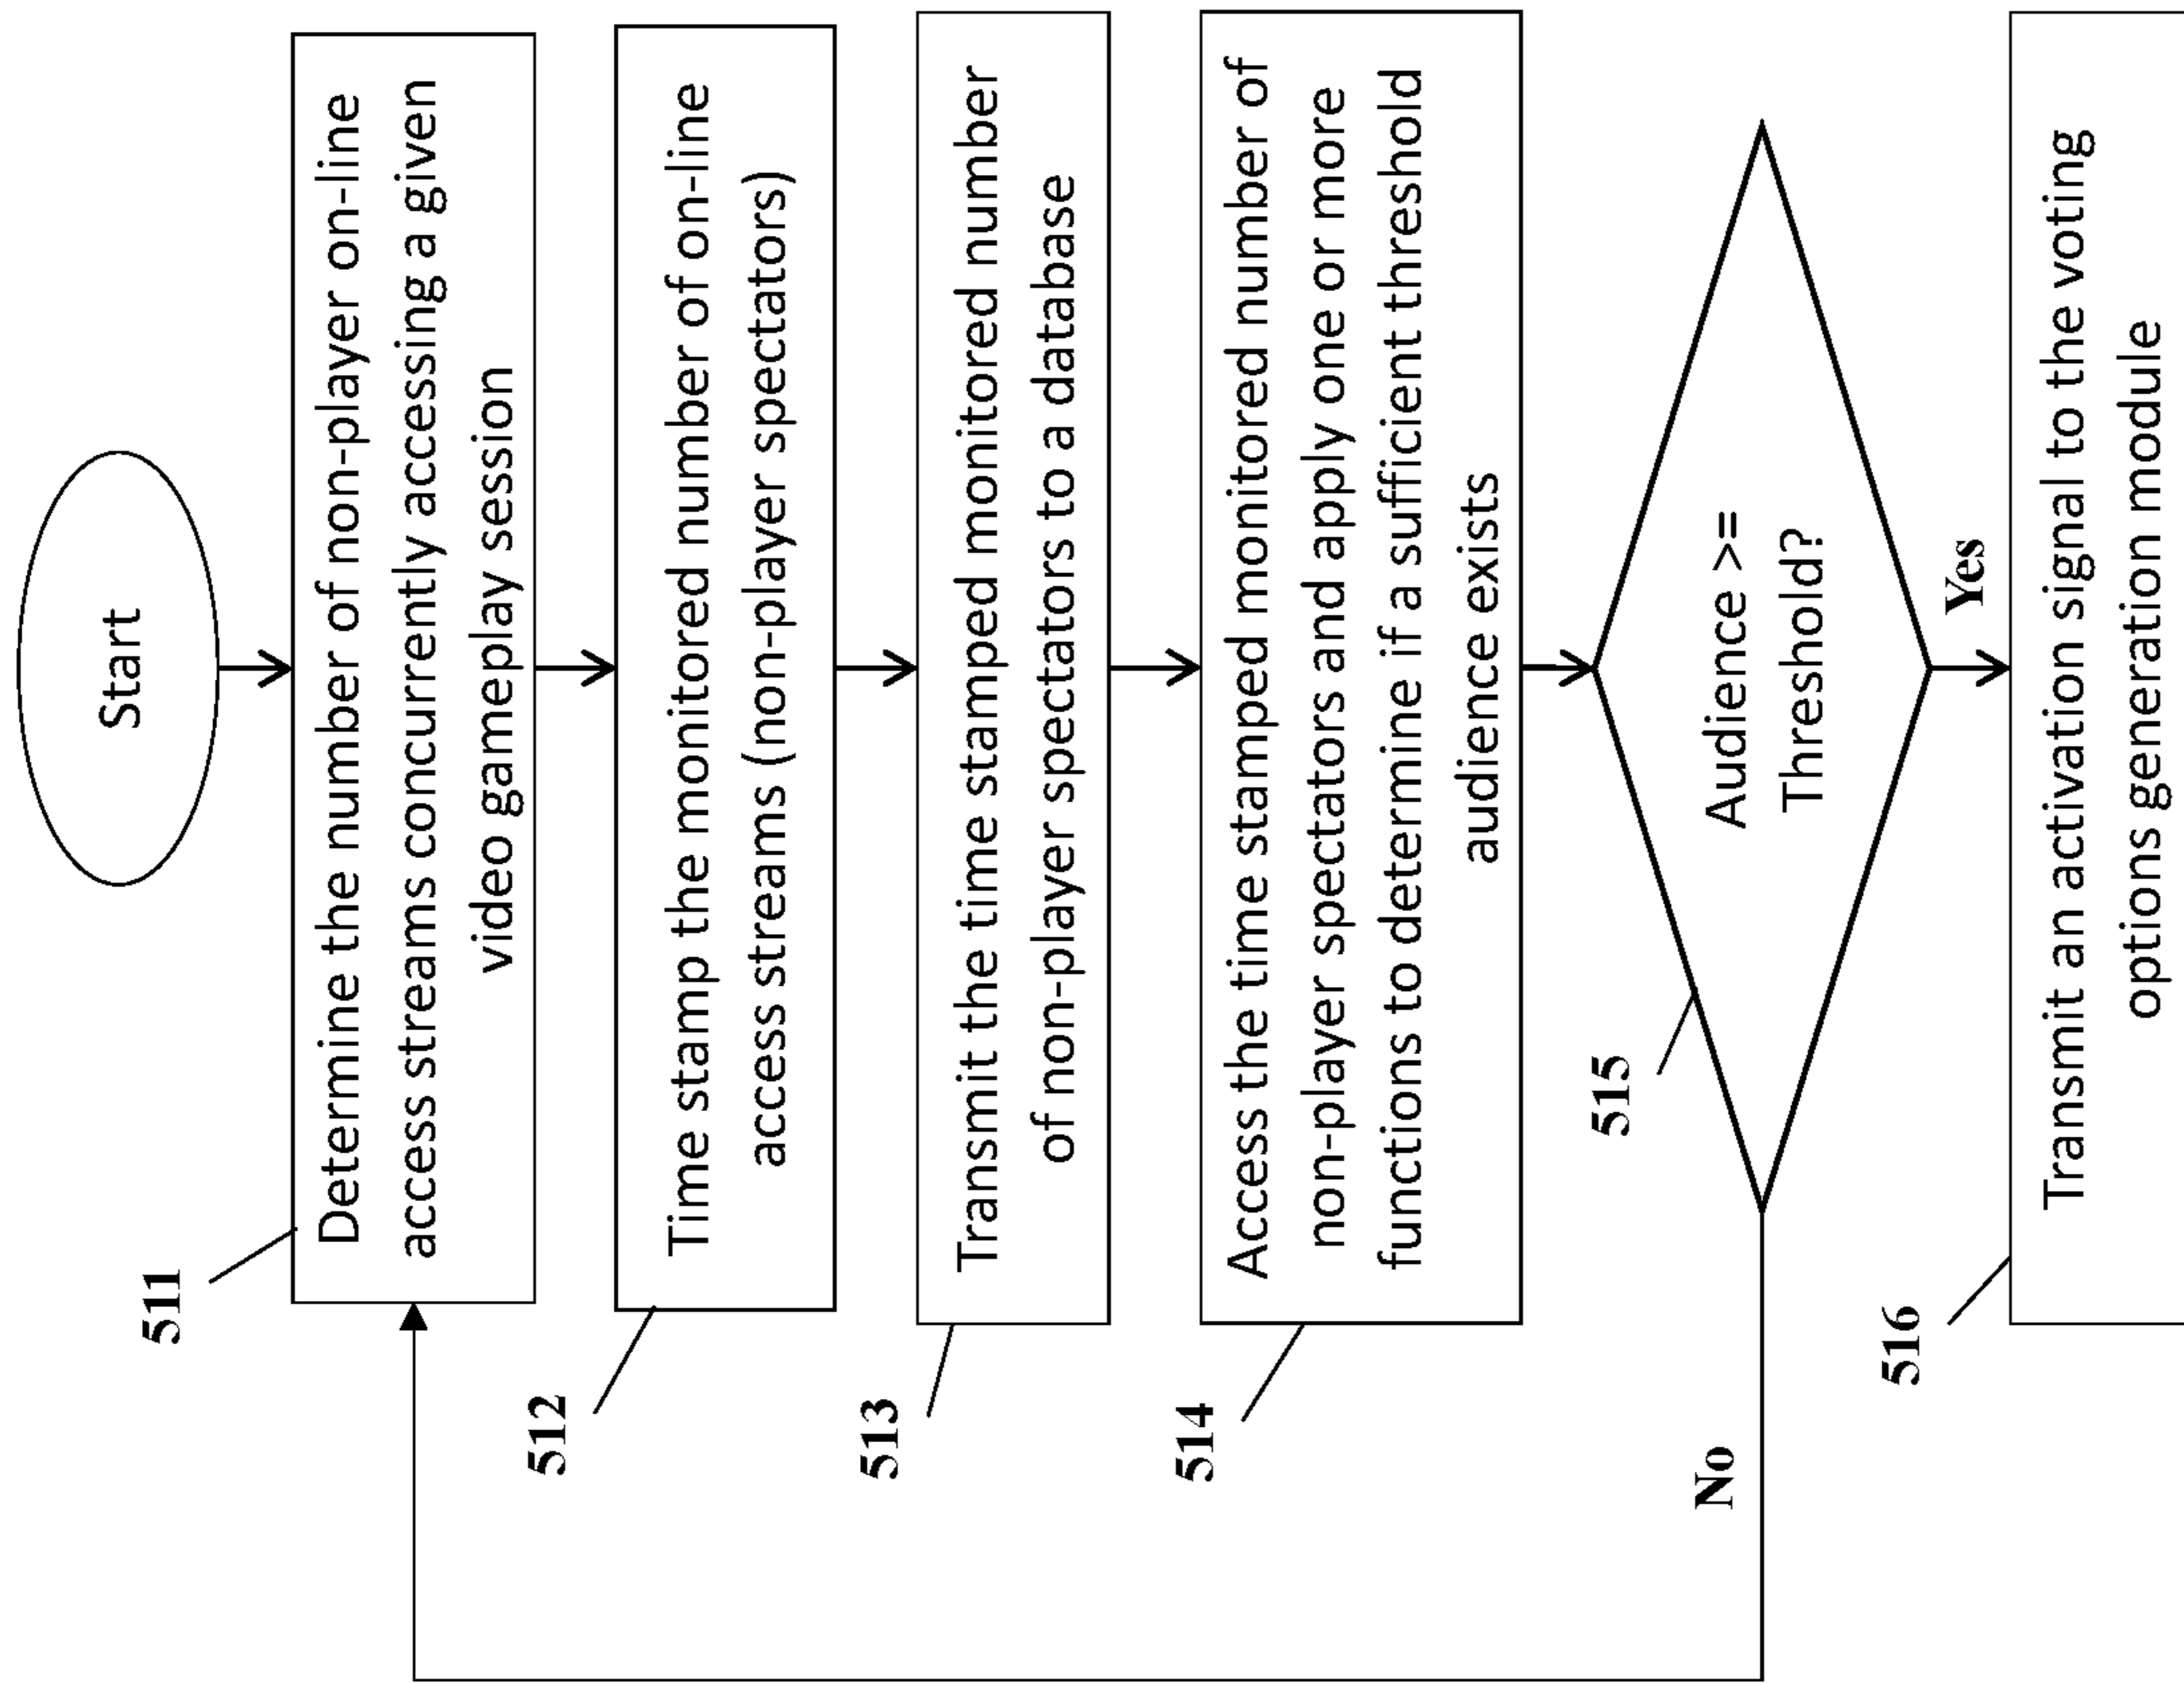 Start
511
Determine the number of non-player on-line
access streams concurrently accessing a given
video gameplay session
512
Time stamp the monitored number of on-line
access streams (non-player spectators)
513
Transmit the time stamped monitored number
of non-player spectators to a database
514
Access the time stamped monitored number of
non-player spectators and apply one or more
functions to determine if a sufficient threshold
audience exists
515
Audience >=
Threshold?
No
Yes
516
Transmit an activation signal to the voting
options generation module